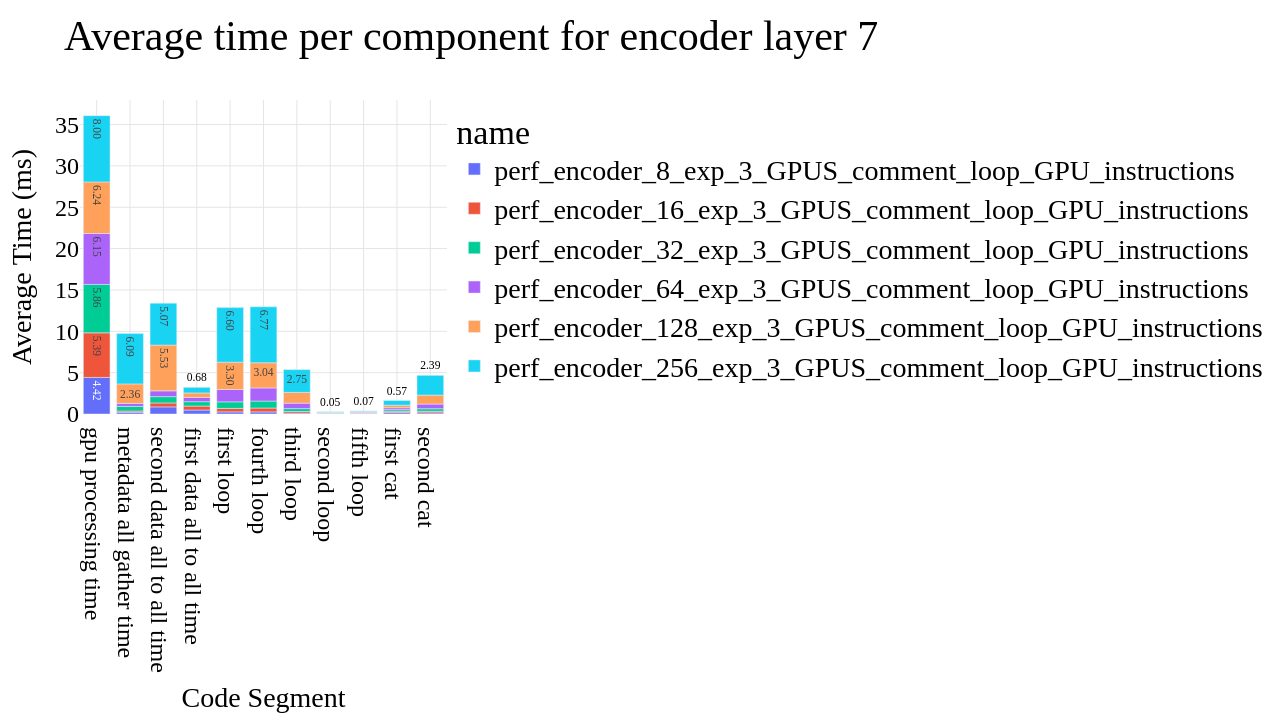 Average time per component for encoder layer 7
Average Time (ms)
35
30
25
20
15
10
5
0
8.00
6.24
6.15
5.86
5.39
4.42
6.09
2.36
5.07
5.53
0.68
6.60
3.30
6.77
3.04
2.75
0.05
0.07
0.57
2.39
gpu processing time
metadata all gather time
second data all to all time
first data all to all time
first loop
fourth loop
third loop
second loop
fifth loop
first cat
second cat
Code Segment
name
perf_encoder_8_exp_3_GPUS_comment_loop_GPU_instructions
perf_encoder_16_exp_3_GPUS_comment_loop_GPU_instructions
perf_encoder_32_exp_3_GPUS_comment_loop_GPU_instructions
perf_encoder_64_exp_3_GPUS_comment_loop_GPU_instructions
perf_encoder_128_exp_3_GPUS_comment_loop_GPU_instructions
perf_encoder_256_exp_3_GPUS_comment_loop_GPU_instructions